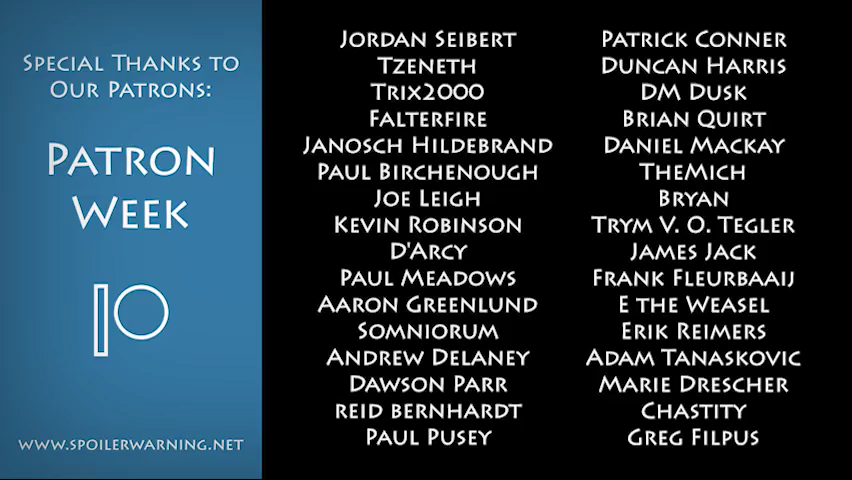 Special Thanks to
Our Patrons:
Patron
Week
www.spoilerwarning.net
Jordan Seibert
Tzeneth
Trix2000
Falterfire
Janosch Hildebrand
Paul Birchenough
Joe Leigh
Kevin Robinson
D'Arcy
Paul Meadows
Aaron Greenlund
Somniorum
Andrew Delaney
Dawson Parr
reid bernhardt
Paul Pusey
Patrick Conner
Duncan Harris
DM Dusk
Brian Quirt
Daniel Mackay
TheMich
Bryan
Trym V. O. Tegler
James Jack
Frank Fleurbaaij
E the Weasel
Erik Reimers
Adam Tanaskovic
Marie Drescher
Chastity
Greg Filpus